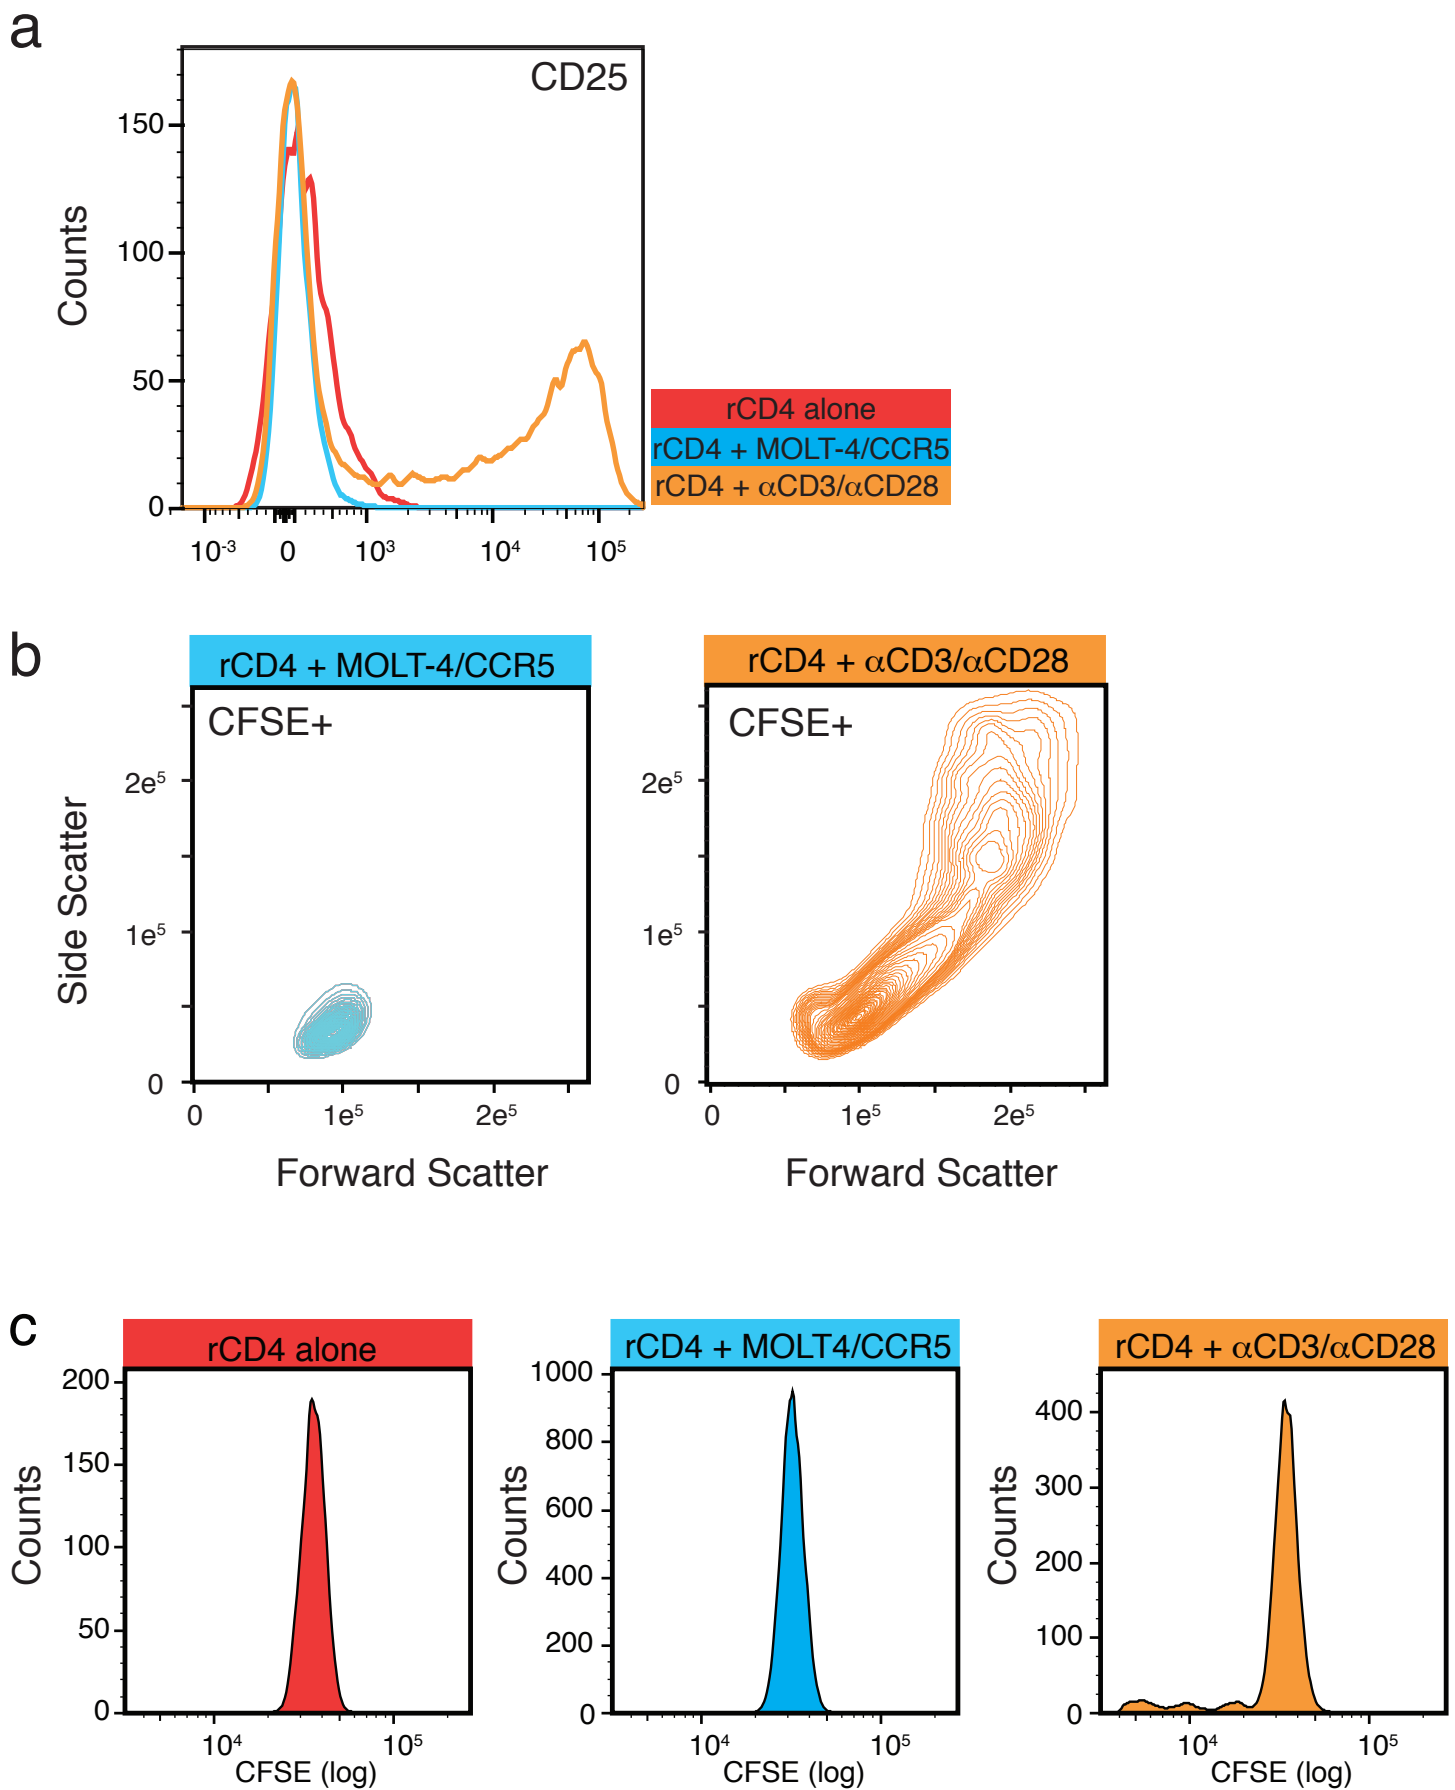 a
CD25
150
100
50
0
Counts
10-3 0 10³ 10⁴ 10⁵
rCD4 alone
rCD4 + MOLT-4/CCR5
rCD4 + αCD3/αCD28
b
rCD4 + MOLT-4/CCR5
CFSE+
2e⁵
1e⁵
0
Side Scatter
0 1e⁵ 2e⁵
Forward Scatter
rCD4 + αCD3/αCD28
CFSE+
2e⁵
1e⁵
0
0 1e⁵ 2e⁵
Forward Scatter
c
rCD4 alone
200
150
100
50
0
Counts
10⁴ 10⁵
CFSE (log)
rCD4 + MOLT4/CCR5
1000
800
600
400
200
0
Counts
10⁴ 10⁵
CFSE (log)
rCD4 + αCD3/αCD28
400
300
200
100
0
Counts
10⁴ 10⁵
CFSE (log)